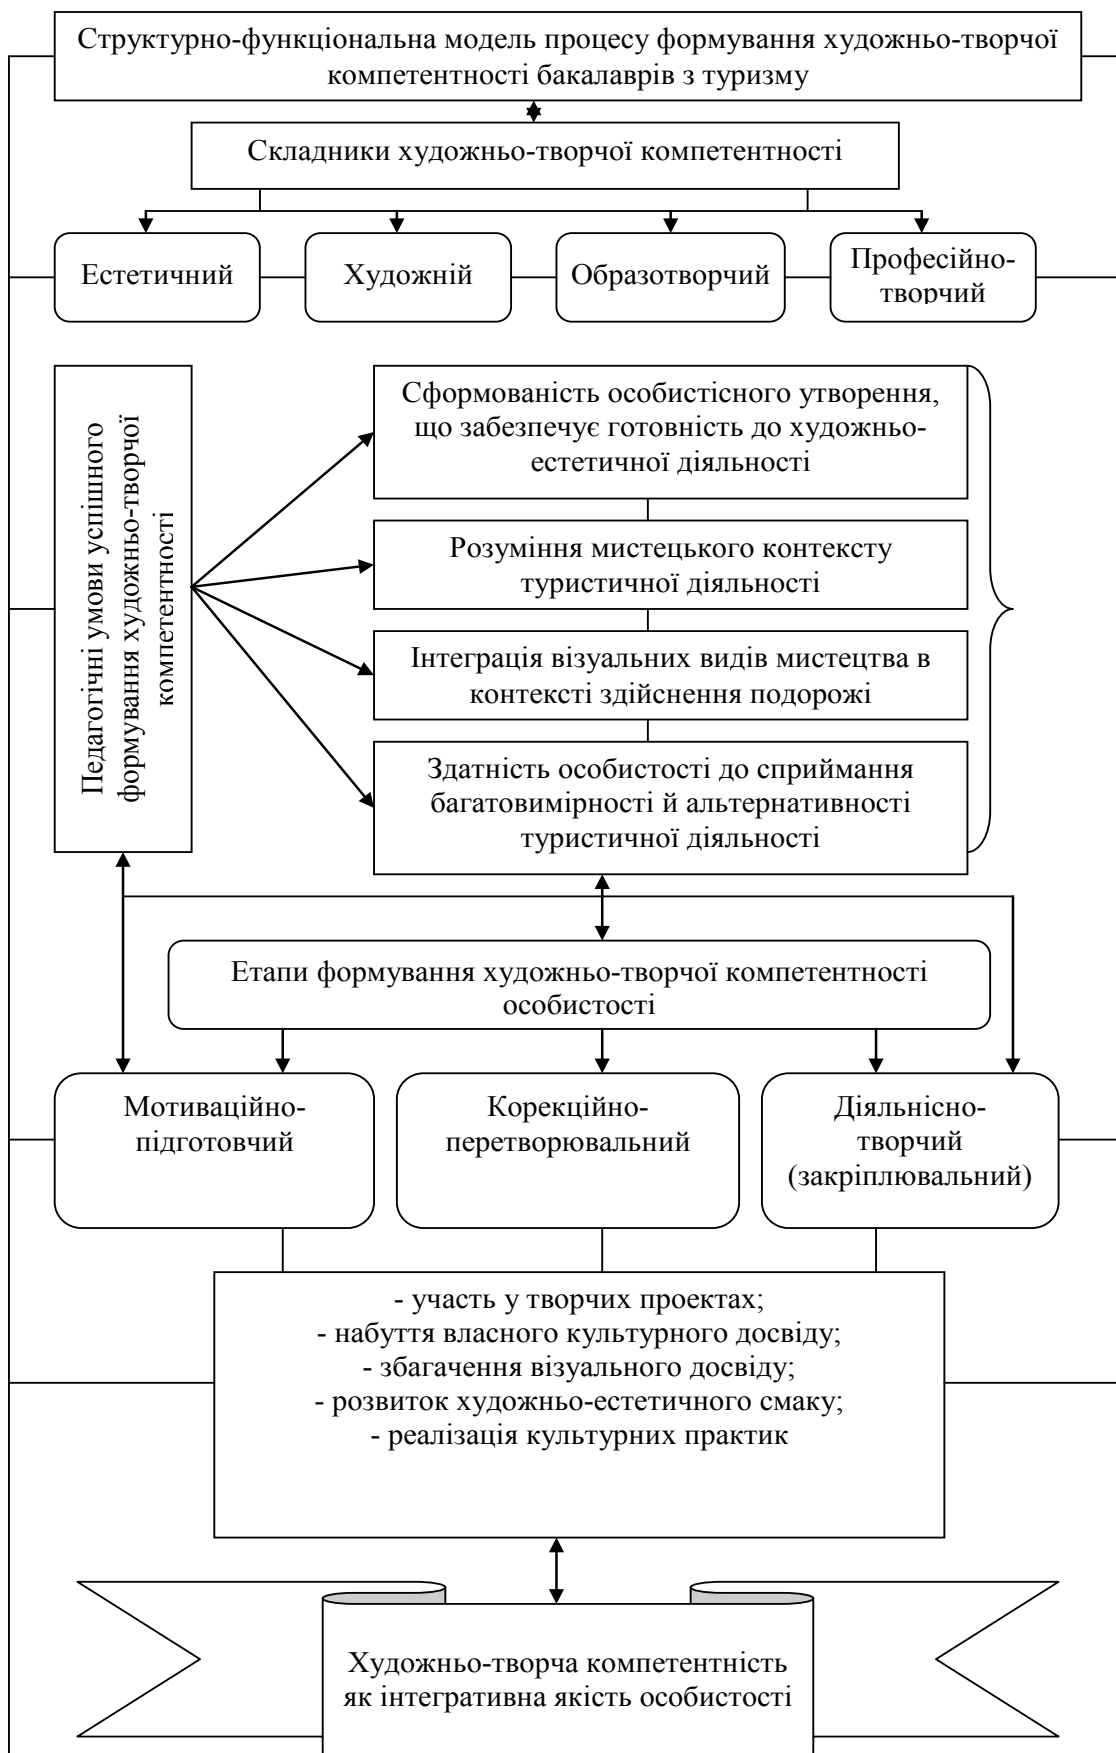 Структурно-функціональна модель процесу формування художньо-творчої
компетентності бакалаврів з туризму
Складники художньо-творчої компетентності
Естетичний
Художній
Образотворчий
Професійно-
творчий
Педагогічні умови успішного
формування художньо-творчої
компетентності
Сформованість особистісного утворення,
що забезпечує готовність до художньо-
естетичної діяльності
Розуміння мистецького контексту
туристичної діяльності
Інтеграція візуальних видів мистецтва в
контексті здійснення подорожі
Здатність особистості до сприймання
багатовимірності й альтернативності
туристичної діяльності
Етапи формування художньо-творчої компетентності
особистості
Мотиваційно-
підготовчий
Корекційно-
перетворювальний
Діяльнісно-
творчий
(закріплювальний)
- участь у творчих проектах;
- набуття власного культурного досвіду;
- збагачення візуального досвіду;
- розвиток художньо-естетичного смаку;
- реалізація культурних практик
Художньо-творча компетентність
як інтегративна якість особистості